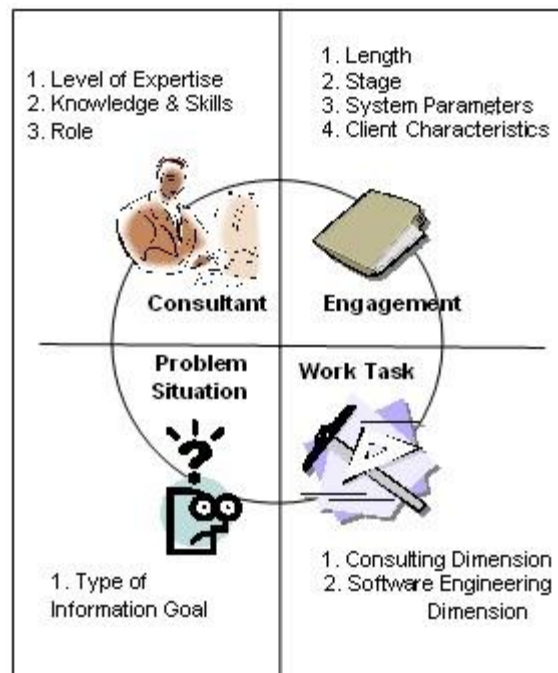 1. Level of Expertise
2. Knowledge & Skills
3. Role
1. Length
2. Stage
3. System Parameters
4. Client Characteristics
Consultant
Engagement
Problem
Situation
Work Task
?
1. Type of
Information Goal
1. Consulting Dimension
2. Software Engineering
Dimension